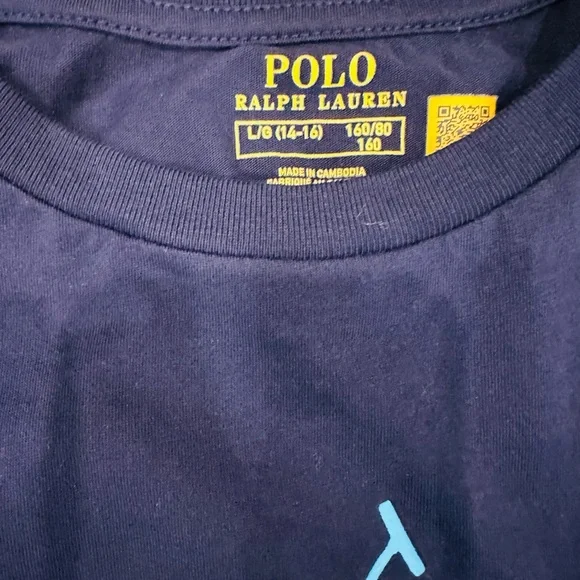 POLO
RALPH LAUREN
L/G (14-16) 160/80
160
MADE IN CAMBODIA